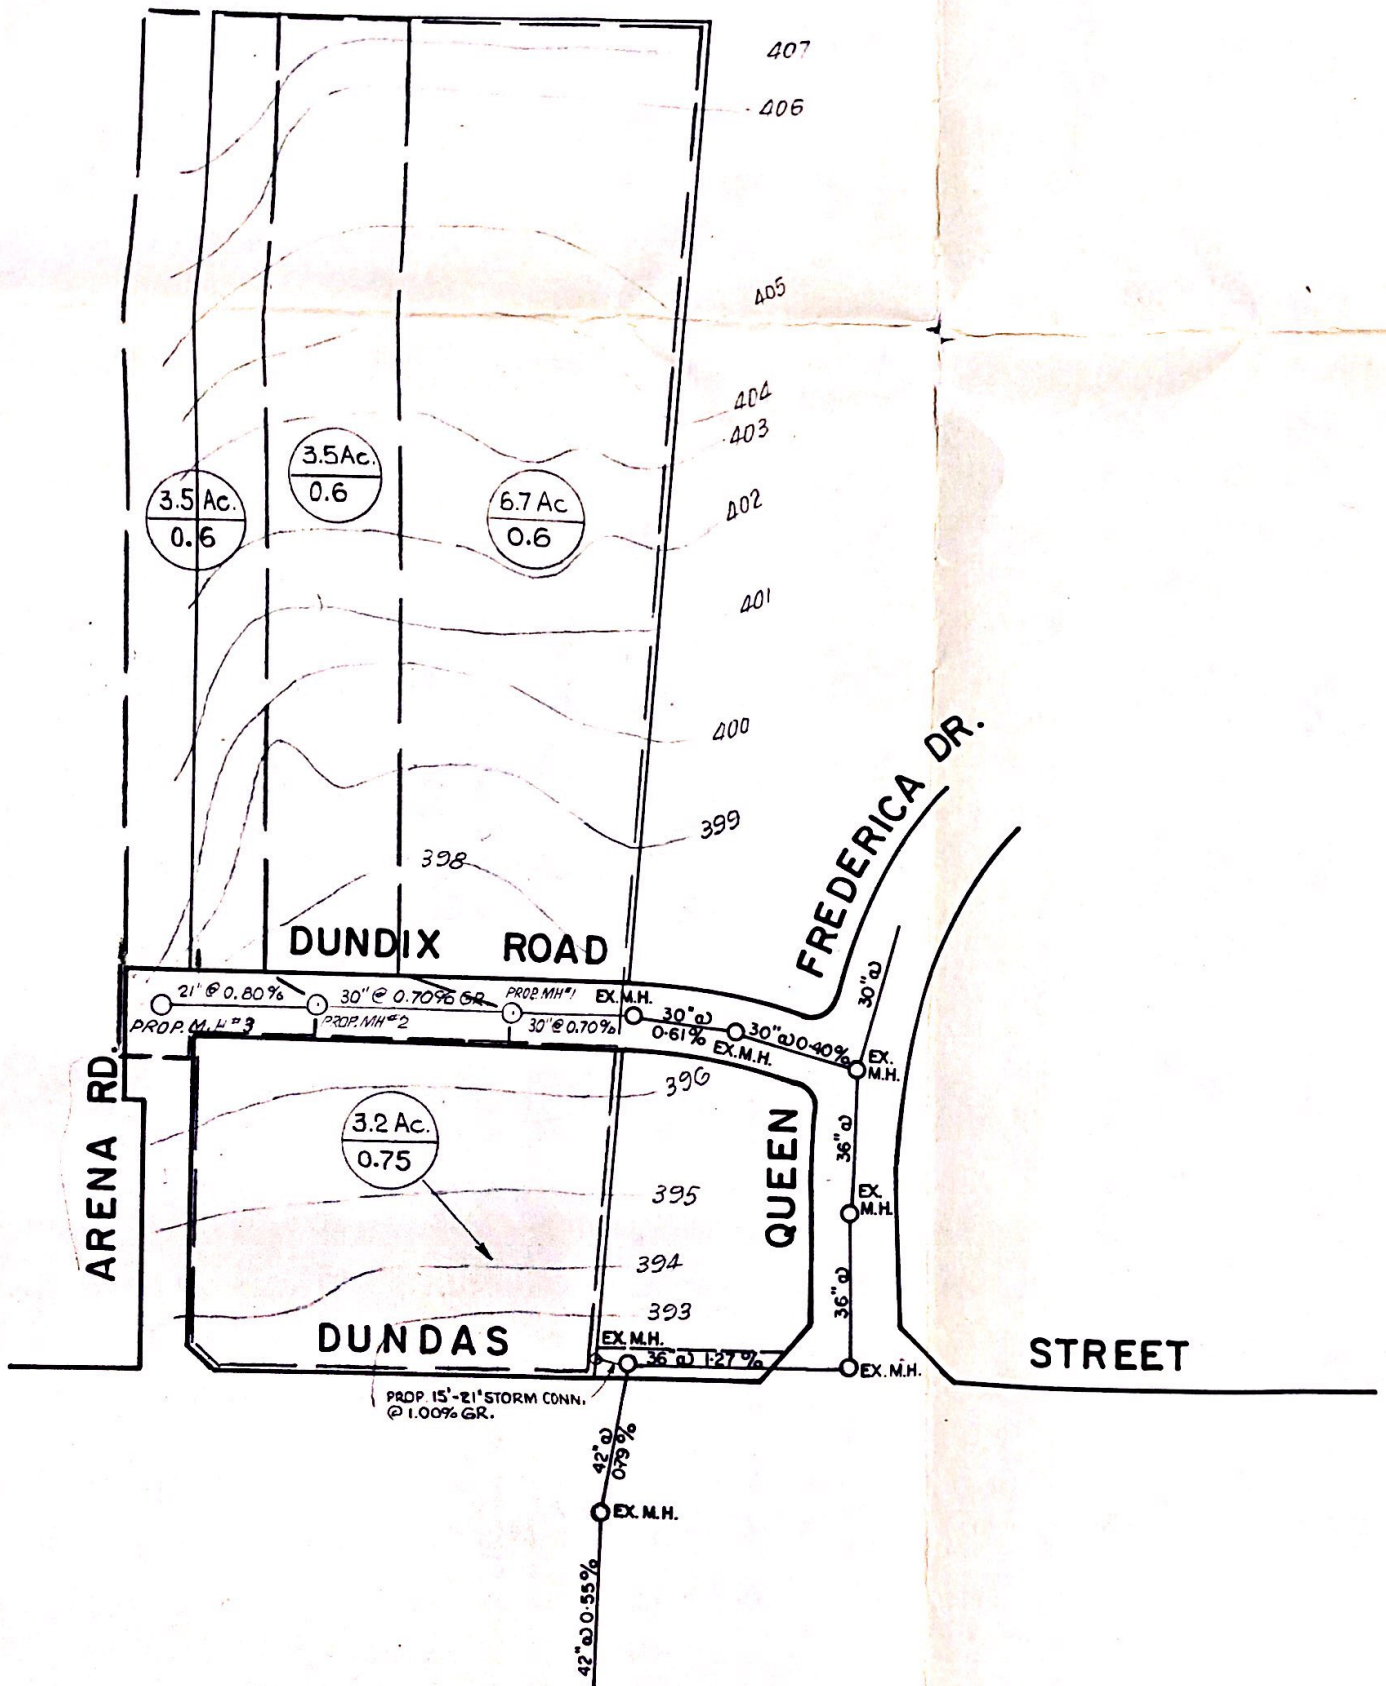 407
406
405
404
403
3.5 Ac.
0.6
3.5 Ac.
0.6
6.7 Ac
0.6
402
401
400
399
398
FREDERICA DR.
DUNDIX ROAD
21" @ 0.80%
30" @ 0.70% GR.
PROP. MH#1
EX. M.H.
30" @
0.61%
30" @ 0.40%
30" @
PROP. M.H #3
PROP. MH#2
30" @ 0.70%
EX. M.H.
EX.
M.H.
ARENA RD.
396
3.2 Ac.
0.75
QUEEN
36" @
395
EX.
M.H.
394
36" @
393
DUNDAS
EX. M.H.
36" @ 1.27 %
EX. M.H.
STREET
PROP. 15'-21" STORM CONN.
@ 1.00% GR.
42" @
0.79 %
EX. M.H.
42" @ 0.55 %